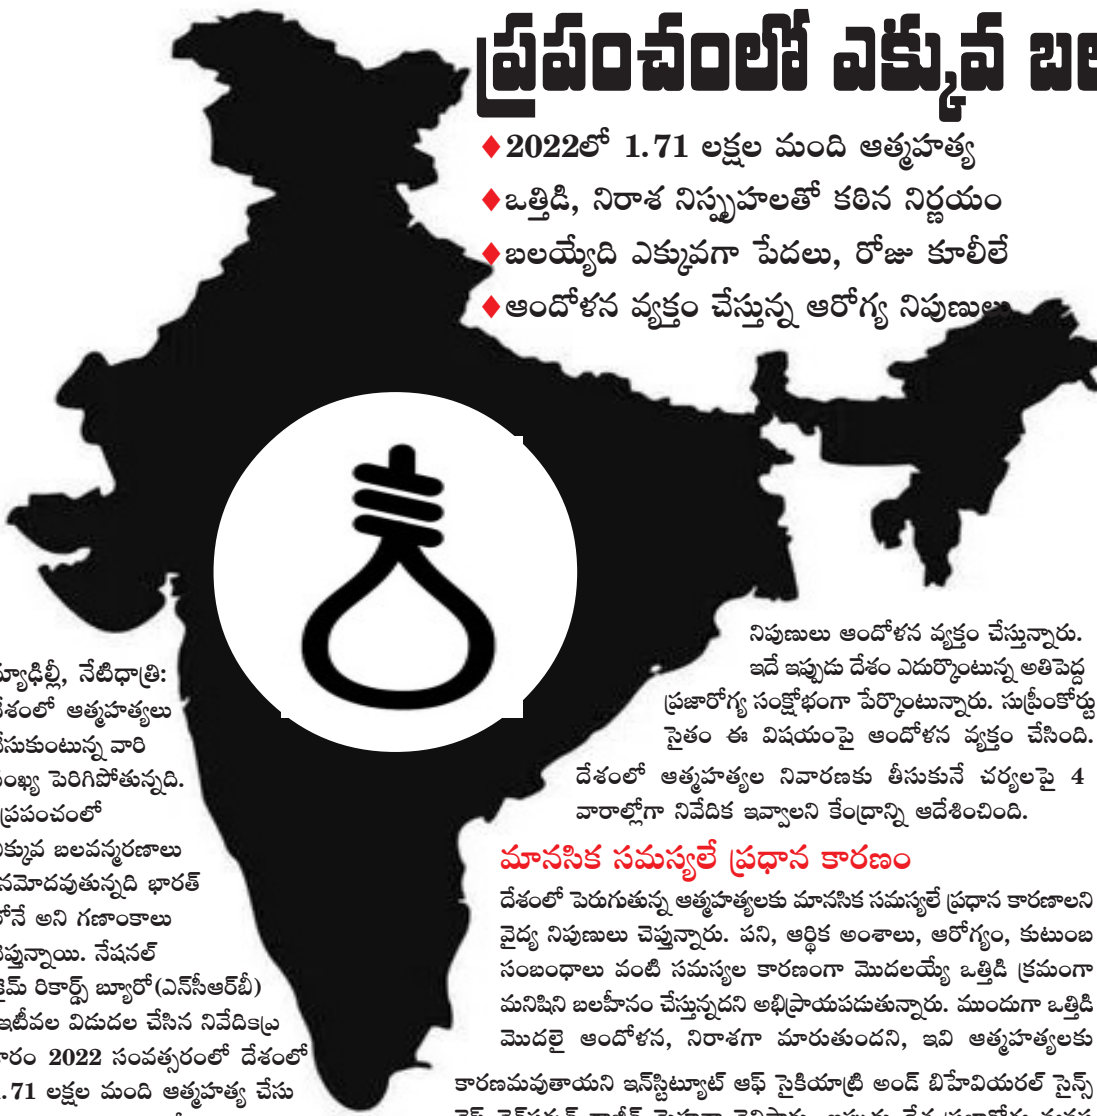 ప్రపంచంలో ఎక్కువ
♦2022లో 1.71 లక్షల మంది ఆత్మహత్య
♦ఒత్తిడి, నిరాశ నిస్పృహలతో కఠిన నిర్ణయం
♦బలయ్యేది ఎక్కువగా పేదలు, రోజు కూలీలే
♦ఆందోళన వ్యక్తం చేస్తున్న ఆరోగ్య నిపుణులు
న్యూఢిల్లీ, నేటిధాత్రి:
దేశంలో ఆత్మహత్యలు
చేసుకుంటున్న వారి
సంఖ్య పెరిగిపోతున్నది.
ప్రపంచంలో
ఎక్కువ బలవన్మరణాలు
నమోదవుతున్నది భారత్
లోనే అని గణాంకాలు
చెప్తున్నాయి. నేషనల్
క్రైమ్ రికార్డ్స్ బ్యూరో(ఎన్‌సీఆర్‌బీ)
ఇటీవల విడుదల చేసిన నివేదికప్ర
కారం 2022 సంవత్సరంలో దేశంలో
1.71 లక్షల మంది ఆత్మహత్య చేసు
నిపుణులు ఆందోళన వ్యక్తం చేస్తున్నారు.
ఇదే ఇప్పుడు దేశం ఎదుర్కొంటున్న అతిపెద్ద
ప్రజారోగ్య సంక్షోభంగా పేర్కొంటున్నారు. సుప్రీంకోర్టు
సైతం ఈ విషయంపై ఆందోళన వ్యక్తం చేసింది.
దేశంలో ఆత్మహత్యల నివారణకు తీసుకునే చర్యలపై 4
వారాల్లోగా నివేదిక ఇవ్వాలని కేంద్రాన్ని ఆదేశించింది.
మానసిక సమస్యలే ప్రధాన కారణం
దేశంలో పెరుగుతున్న ఆత్మహత్యలకు మానసిక సమస్యలే ప్రధాన కారణాలని
వైద్య నిపుణులు చెప్తున్నారు. పని, ఆర్థిక అంశాలు, ఆరోగ్యం, కుటుంబ
సంబంధాలు వంటి సమస్యల కారణంగా మొదలయ్యే ఒత్తిడి క్రమంగా
మనిషిని బలహీనం చేస్తున్నదని అభిప్రాయపడుతున్నారు. ముందుగా ఒత్తిడి
మొదలై ఆందోళన, నిరాశగా మారుతుందని, ఇవి ఆత్మహత్యలకు
కారణమవుతాయని ఇన్‌స్టిట్యూట్ ఆఫ్ సైకియాట్రి అండ్ బిహేవియరల్ సైన్స్